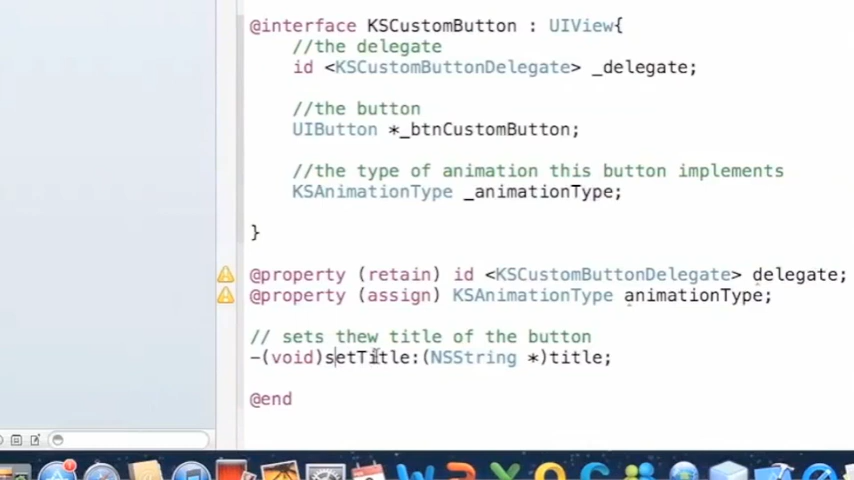 @interface KSCustomButton : UIView{
//the delegate
id <KSCustomButtonDelegate> _delegate;
//the button
UIButton *_btnCustomButton;
//the type of animation this button implements
KSAnimationType _animationType;
}
@property (retain) id <KSCustomButtonDelegate> delegate;
@property (assign) KSAnimationType animationType;
// sets thew title of the button
-(void)setTitle:(NSString *)title;
@end